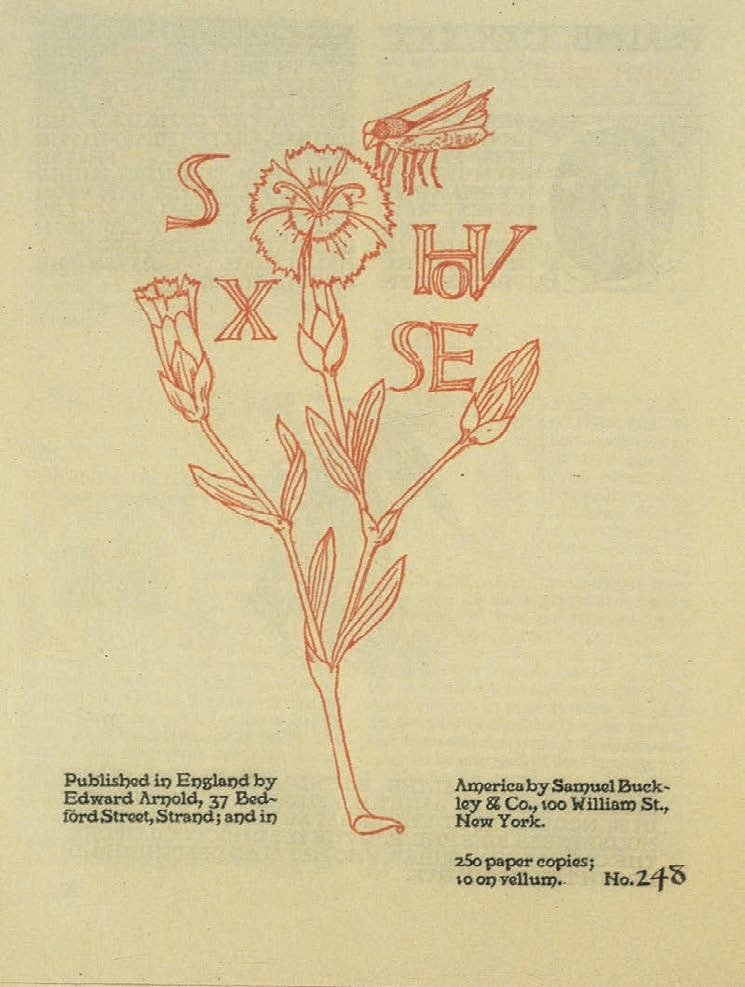 S
X
HOV
SE
Published in England by
Edward Arnold, 37 Bed~
ford Street, Strand; and in
America by Samuel Buck~
ley & Co., 100 William St.,
New York.
250 paper copies;
10 on vellum.
No. 248